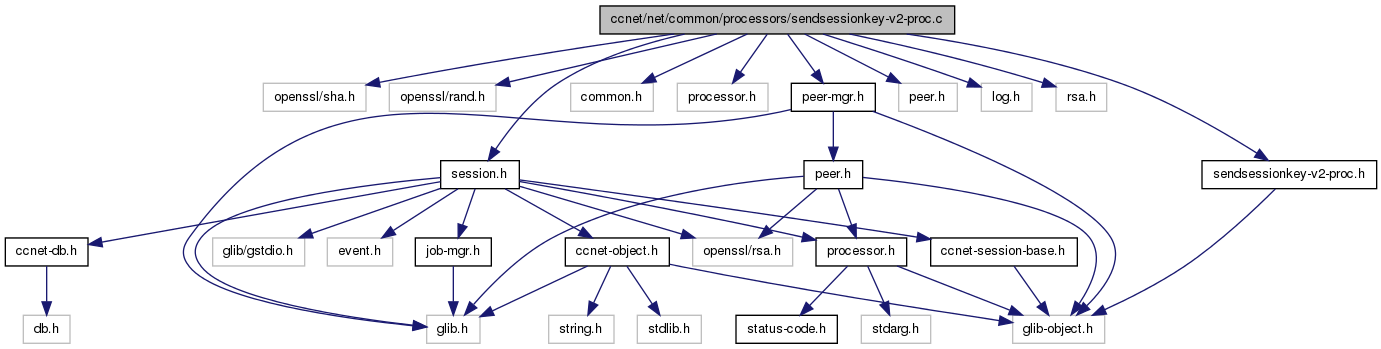 ccnet/net/common/processors/sendsessionkey-v2-proc.c
openssl/sha.h
openssl/rand.h
common.h
processor.h
peer-mgr.h
peer.h
log.h
rsa.h
session.h
peer.h
sendsessionkey-v2-proc.h
ccnet-db.h
glib/gstdio.h
event.h
job-mgr.h
ccnet-object.h
openssl/rsa.h
processor.h
ccnet-session-base.h
db.h
glib.h
string.h
stdlib.h
status-code.h
stdarg.h
glib-object.h